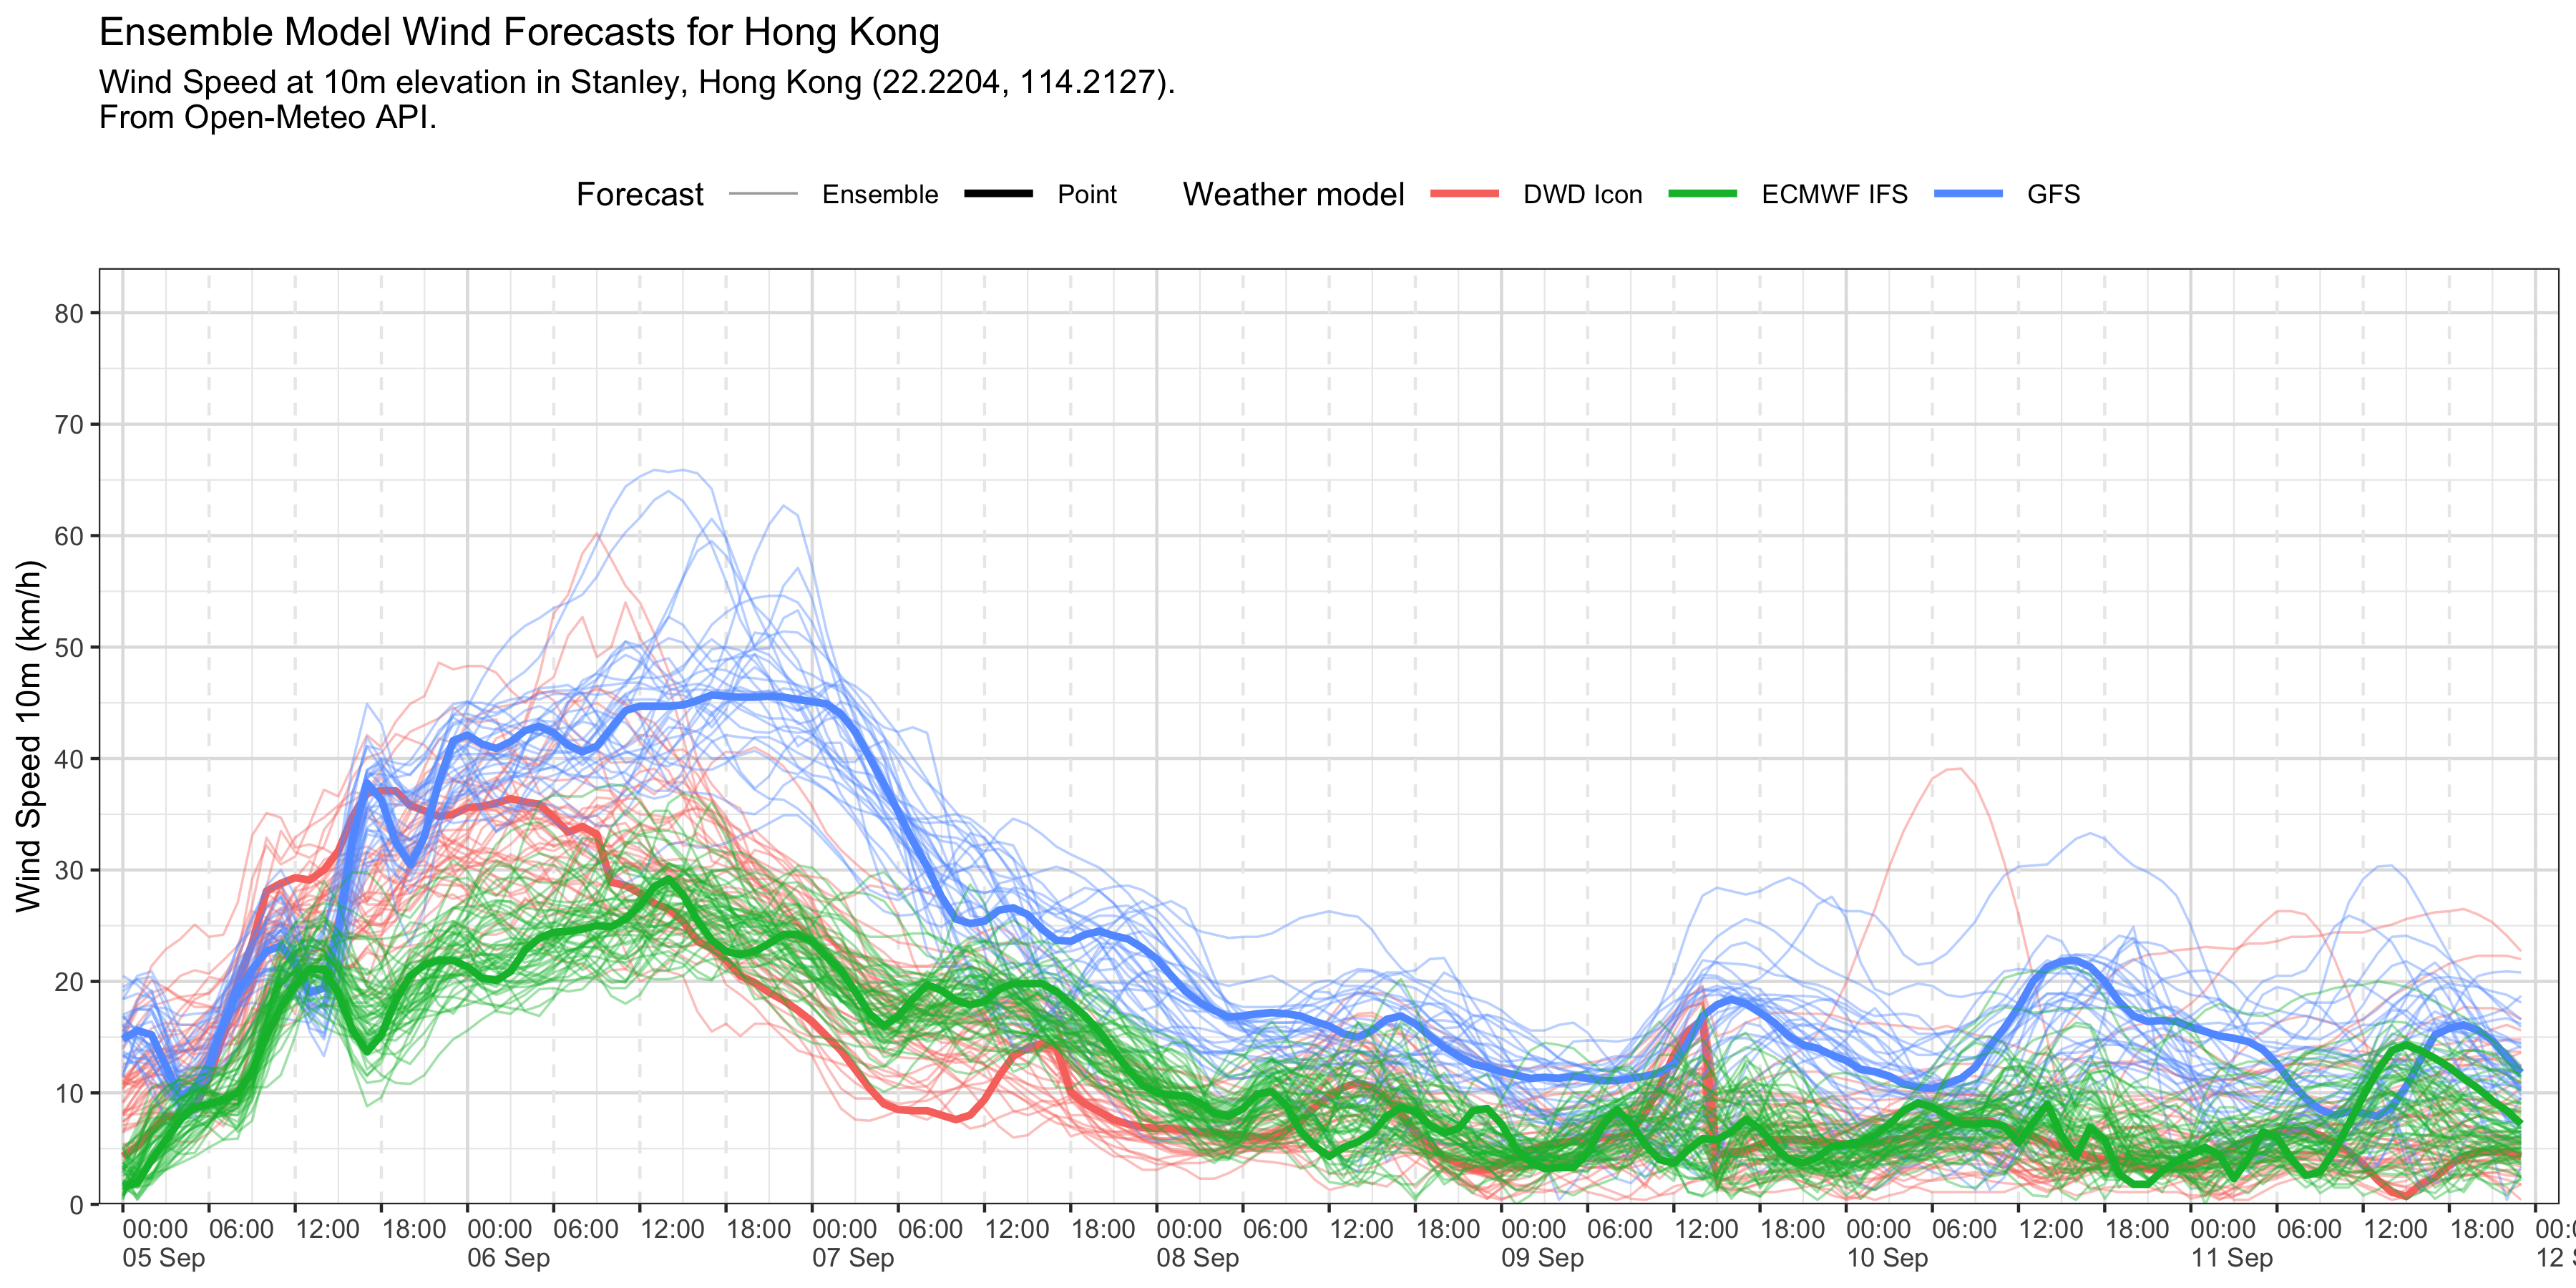 Ensemble Model Wind Forecasts for Hong Kong
Wind Speed at 10m elevation in Stanley, Hong Kong (22.2204, 114.2127).
From Open-Meteo API.
Forecast Ensemble Point Weather model DWD Icon ECMWF IFS GFS
Wind Speed 10m (km/h)
80
70
60
50
40
30
20
10
0
00:00 06:00 12:00 18:00 00:00 06:00 12:00 18:00 00:00 06:00 12:00 18:00 00:00 06:00 12:00 18:00 00:00 06:00 12:00 18:00 00:00 06:00 12:00 18:00 00:00 06:00 12:00 18:00
05 Sep 06 Sep 07 Sep 08 Sep 09 Sep 10 Sep 11 Sep 12